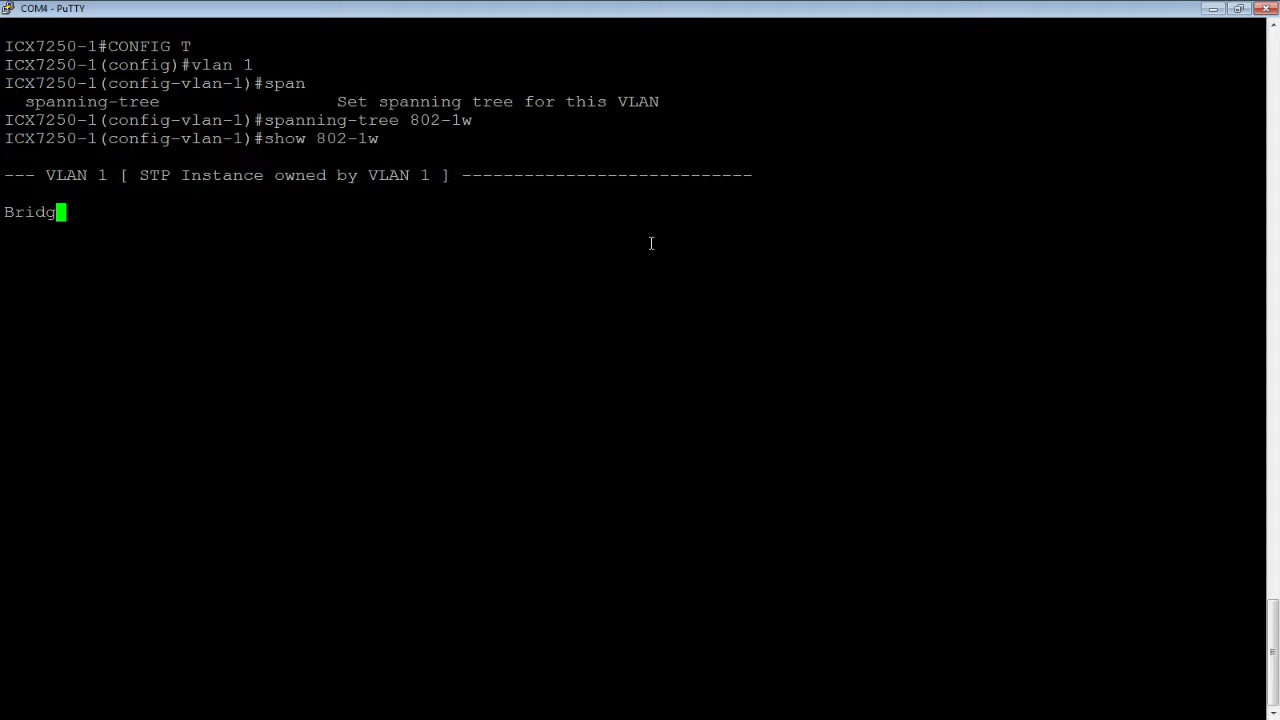 COM4 - PuTTY
ICX7250-1#CONFIG T
ICX7250-1(config)#vlan 1
ICX7250-1(config-vlan-1)#span
  spanning-tree                 Set spanning tree for this VLAN
ICX7250-1(config-vlan-1)#spanning-tree 802-1w
ICX7250-1(config-vlan-1)#show 802-1w
--- VLAN 1 [ STP Instance owned by VLAN 1 ] ----------------------------
Bridg